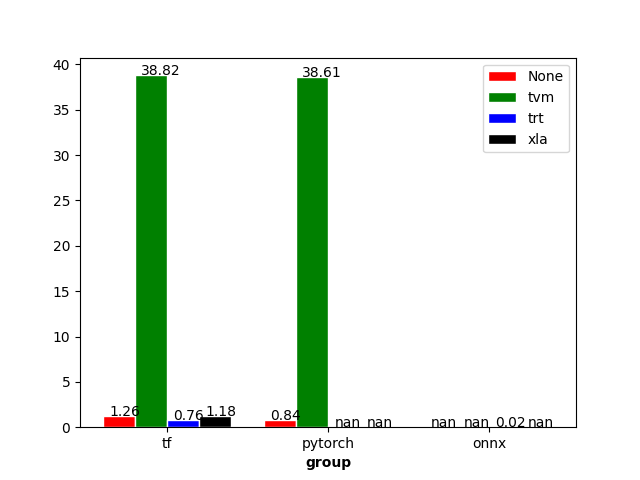 40
35
30
25
20
15
10
5
0
38.82
38.61
1.26
0.76
1.18
0.84
nan
nan
nan
nan
0.02
nan
None
tvm
trt
xla
tf
pytorch
onnx
group